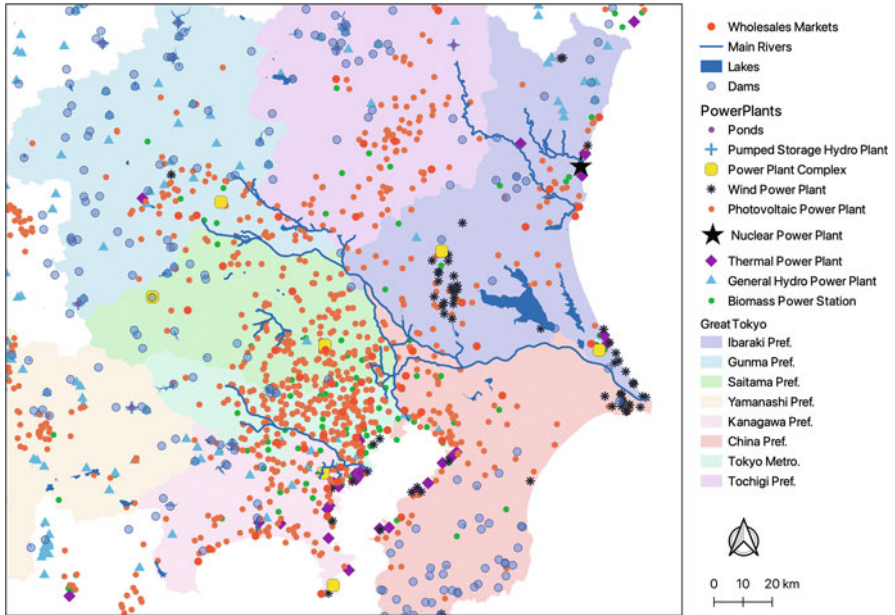 Wholesales Markets
Main Rivers
Lakes
Dams
PowerPlants
Ponds
Pumped Storage Hydro Plant
Power Plant Complex
Wind Power Plant
Photovoltaic Power Plant
Nuclear Power Plant
Thermal Power Plant
General Hydro Power Plant
Biomass Power Station
Great Tokyo
Ibaraki Pref.
Gunma Pref.
Saitama Pref.
Yamanashi Pref.
Kanagawa Pref.
China Pref.
Tokyo Metro.
Tochigi Pref.
0 10 20 km